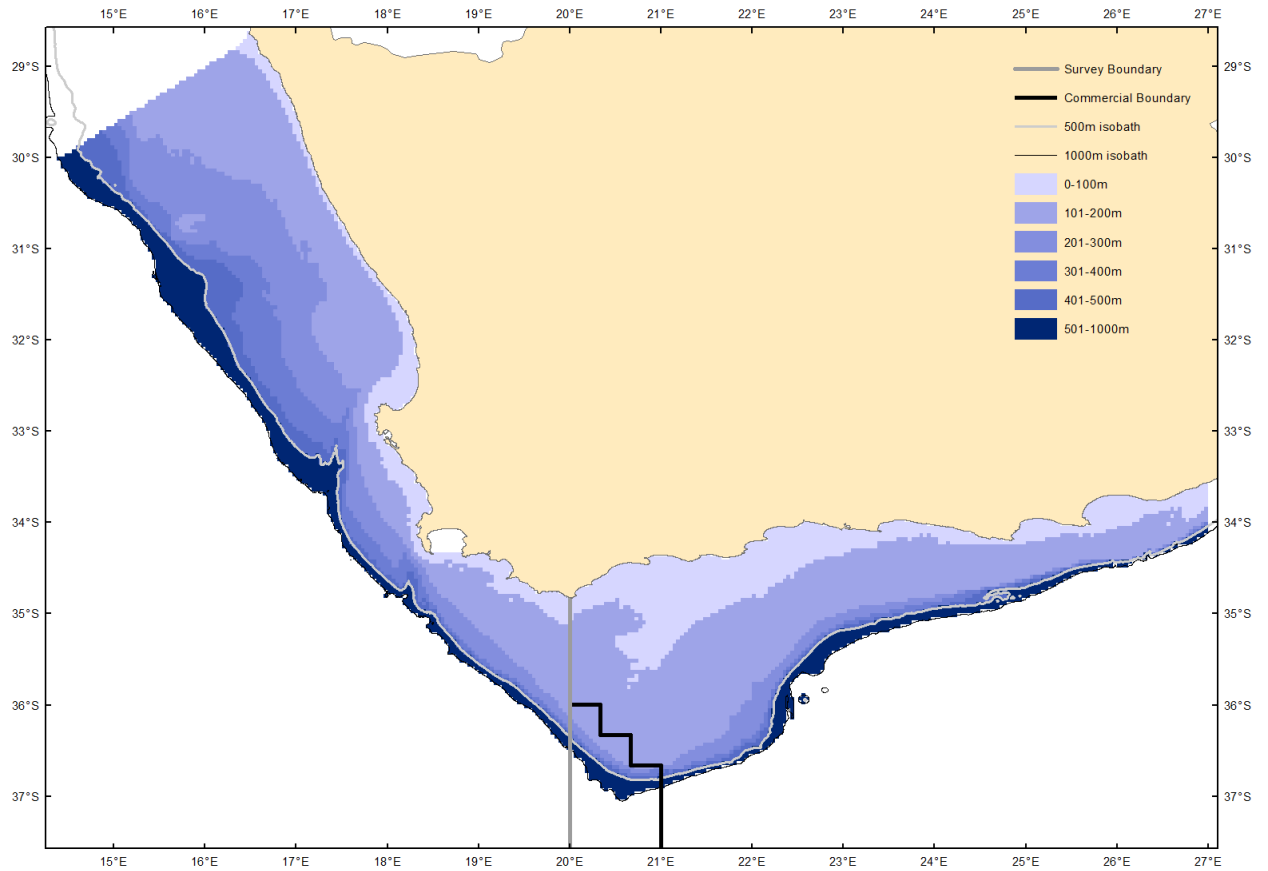 15°E 16°E 17°E 18°E 19°E 20°E 21°E 22°E 23°E 24°E 25°E 26°E 27°E
29°S 29°S
Survey Boundary
Commercial Boundary
500m isobath
30°S 1000m isobath 30°S
0-100m
101-200m
201-300m
31°S 31°S
301-400m
401-500m
501-1000m
32°S 32°S
33°S 33°S
34°S 34°S
35°S 35°S
36°S 36°S
37°S 37°S
15°E 16°E 17°E 18°E 19°E 20°E 21°E 22°E 23°E 24°E 25°E 26°E 27°E